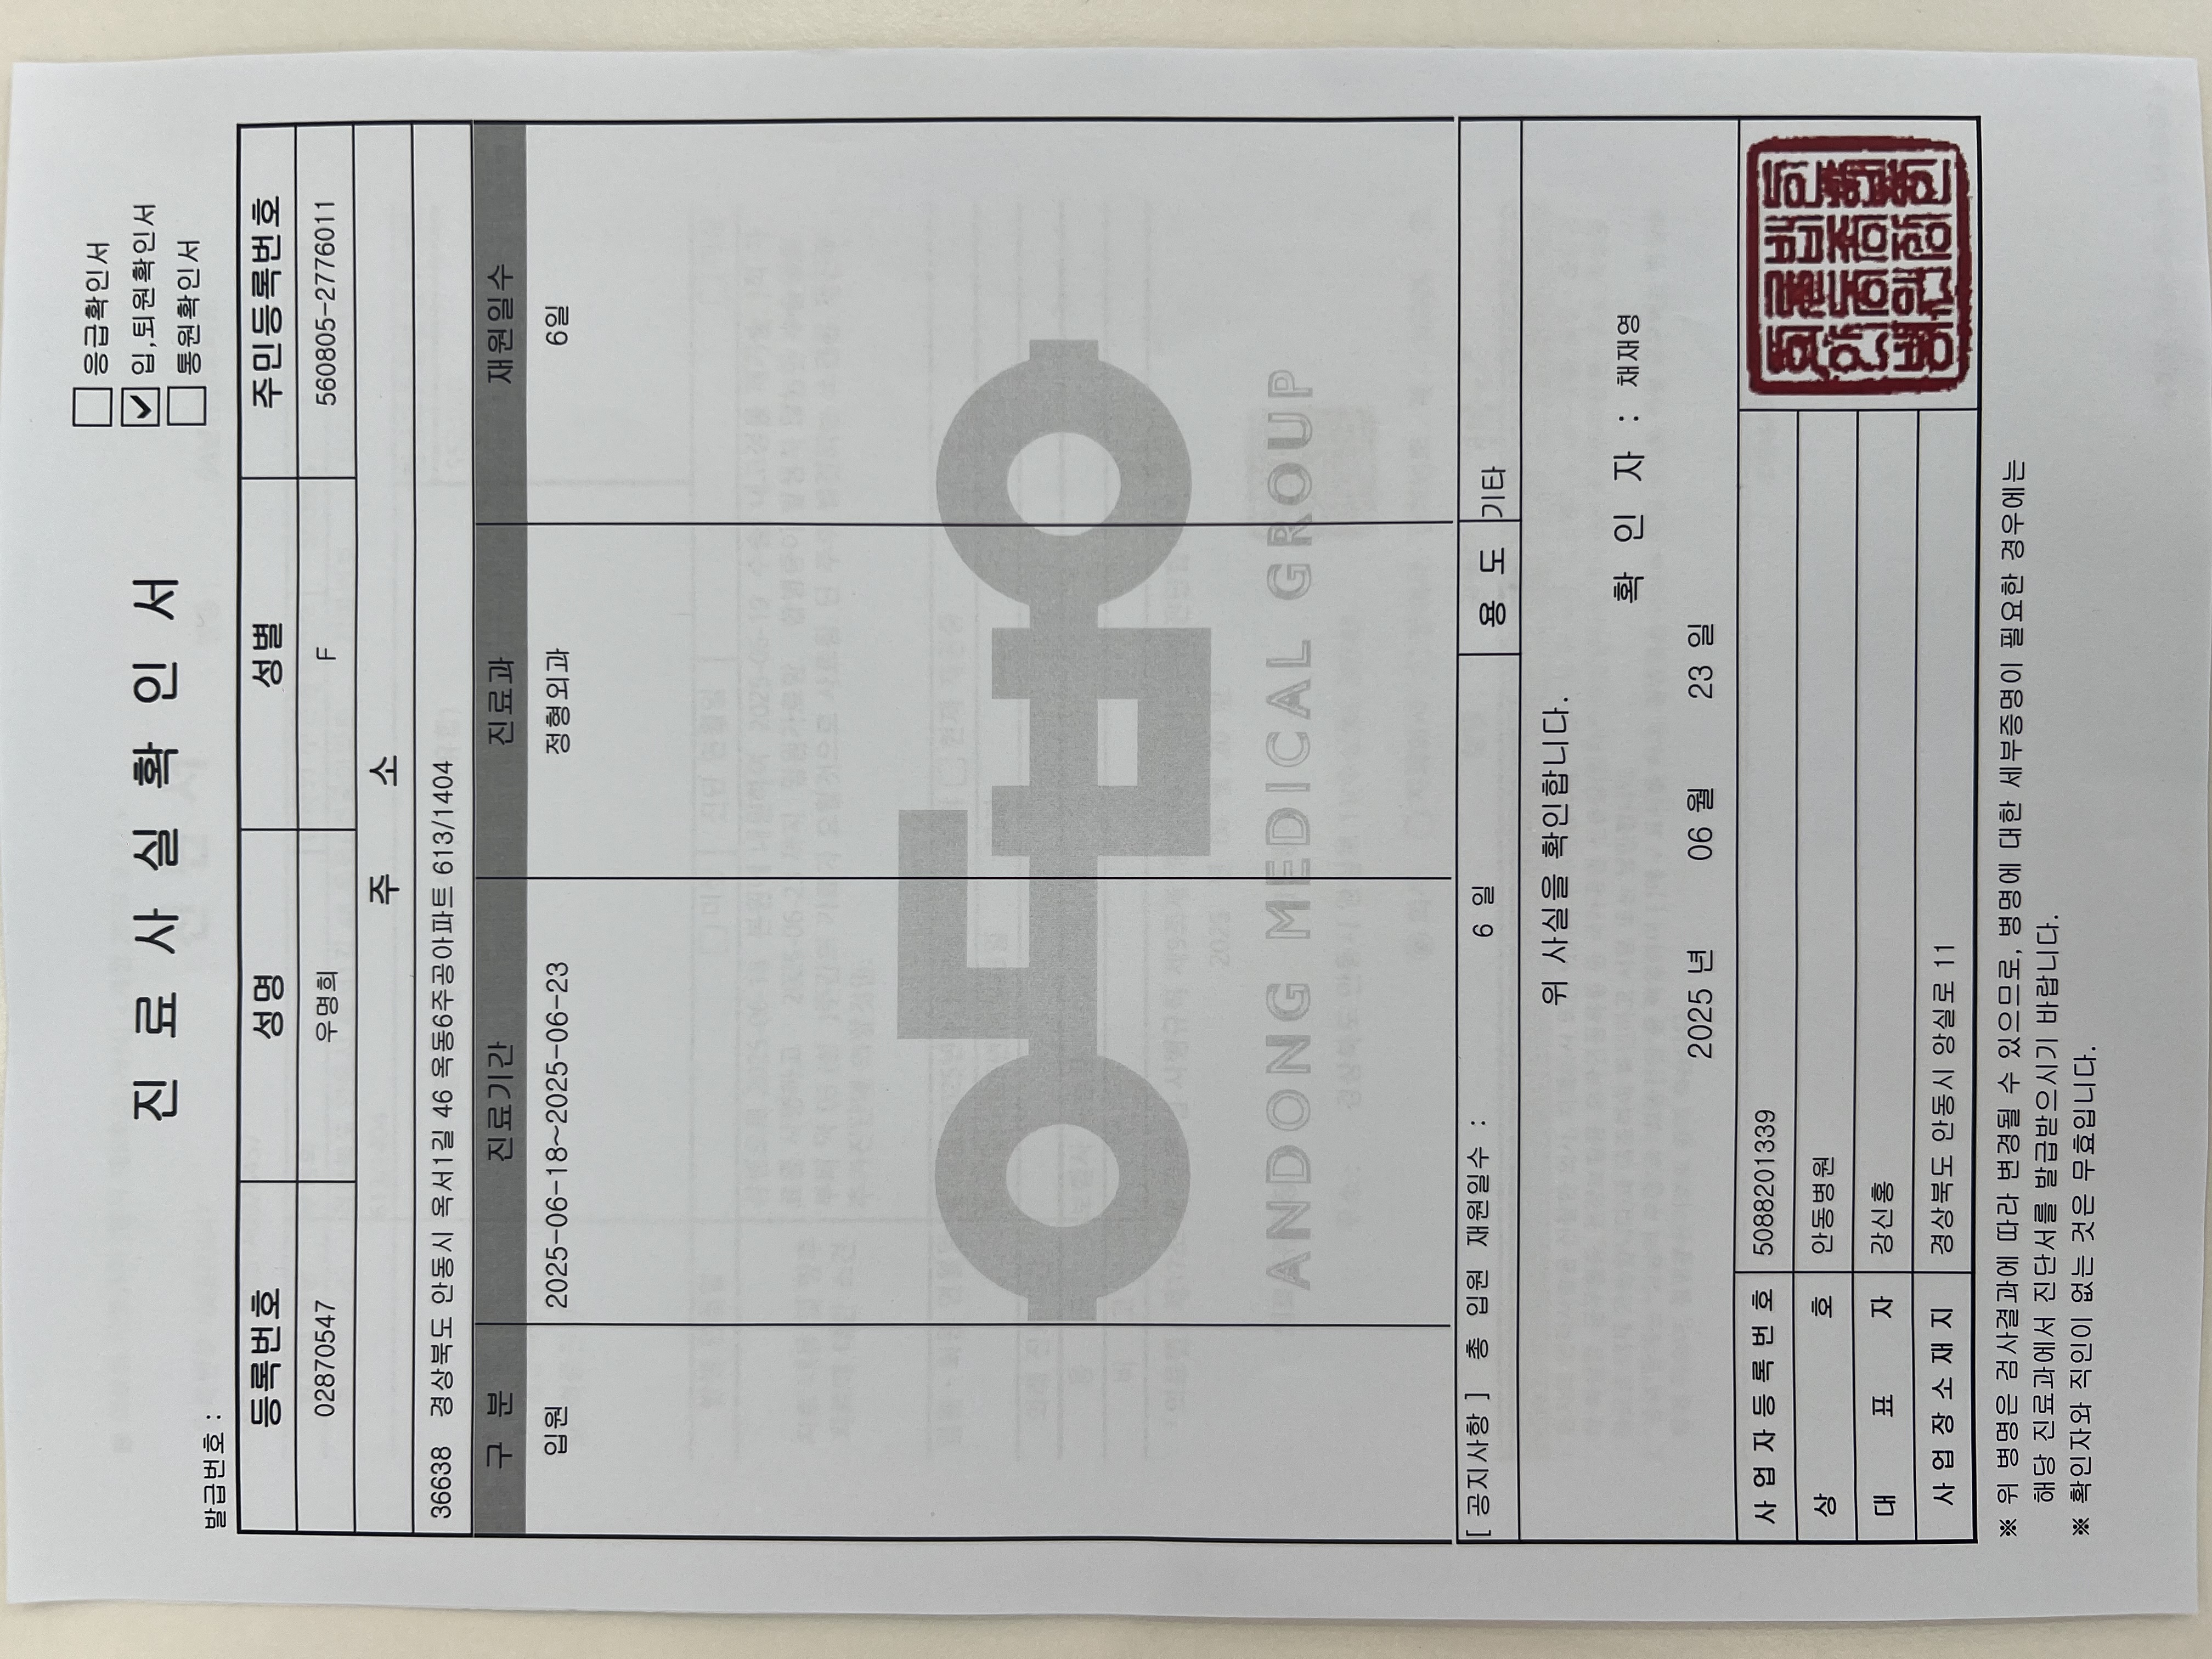 진 료 사 실 확 인 서
응급확인서
입,퇴원확인서
통원확인서
발급번호 :
등록번호 성명 성별 주민등록번호
02870547 우명희 F 560805-2776011
주 소
36638 경상북도 안동시 옥서1길 46 옥동6주공아파트 613/1404
구 분 진료기간 진료과 재원일수
입원 2025-06-18~2025-06-23 정형외과 6일
ANDONG MEDICAL GROUP
[ 공지사항 ] 총 입원 재원일수 : 6 일 용 도 기타
위 사실을 확인합니다.
확 인 자 : 채재영
2025 년 06 월 23 일
사 업 자 등 록 번 호 5088201339
상 호 안동병원
대 표 자 강신홍
사 업 장 소 재 지 경상북도 안동시 앙실로 11
※ 위 병명은 검사결과에 따라 변경될 수 있으므로, 병명에 대한 세부증명이 필요한 경우에는
해당 진료과에서 진단서를 발급받으시기 바랍니다.
※ 확인자와 직인이 없는 것은 무효입니다.